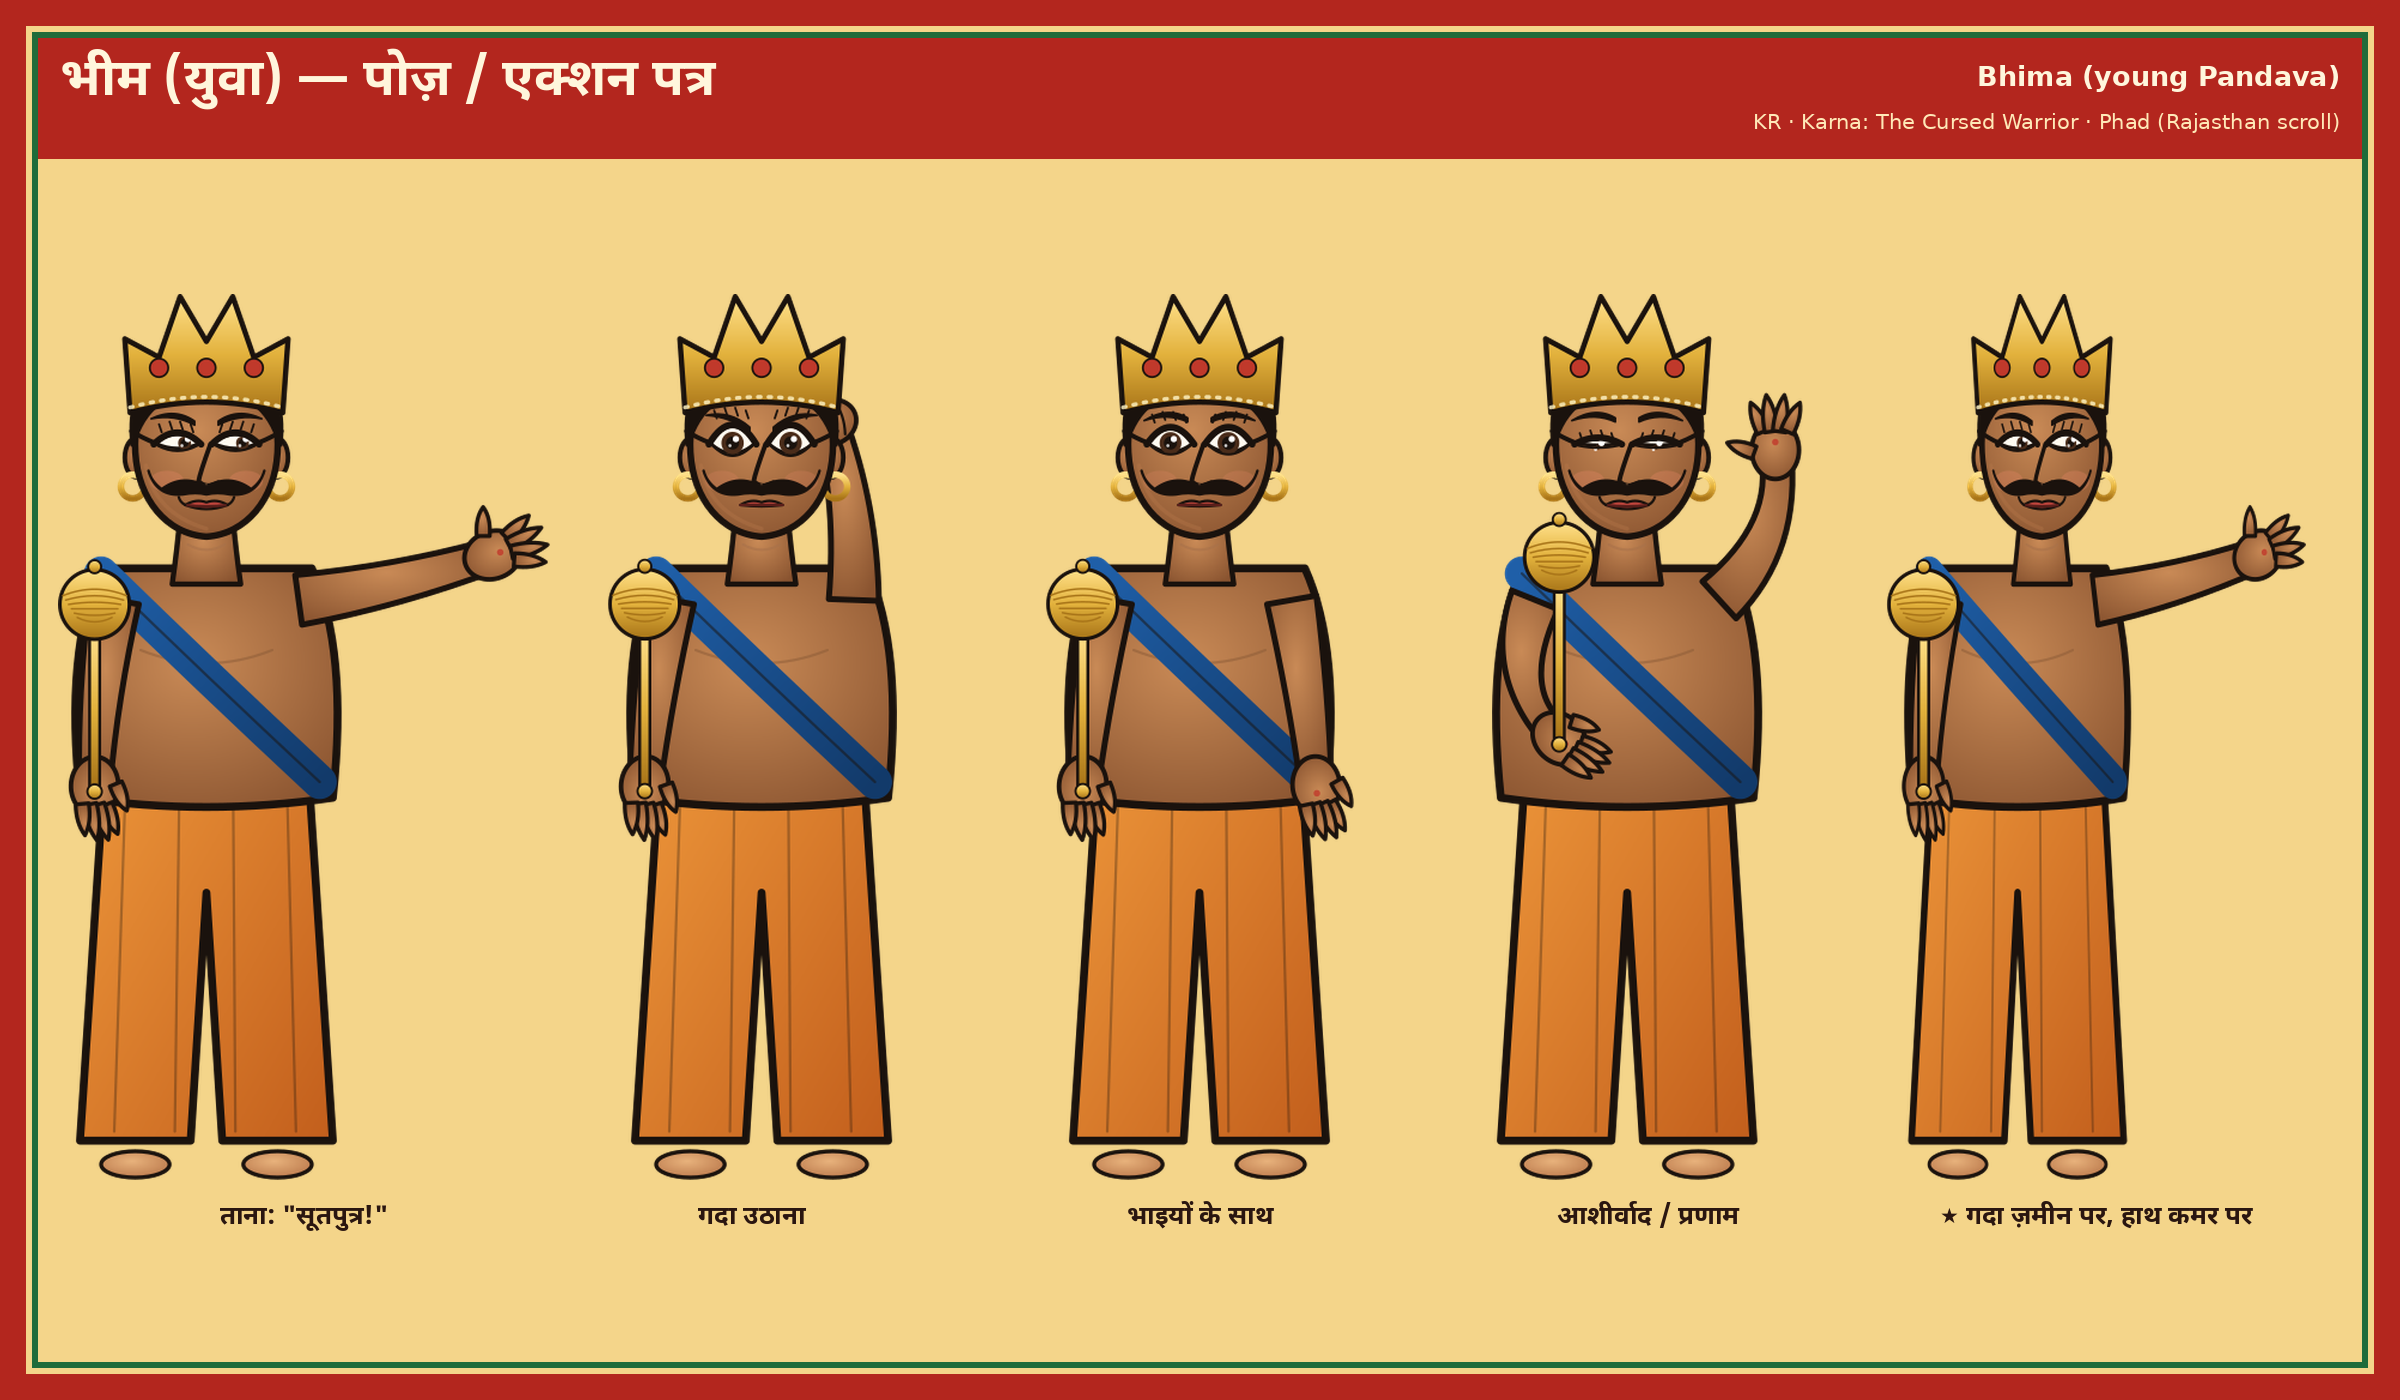 भीम (युवा) — पोज़ / एक्शन पत्र
Bhima (young Pandava)
KR · Karna: The Cursed Warrior · Phad (Rajasthan scroll)
ताना: "सूतपुत्र!"
गदा उठाना
भाइयों के साथ
आशीर्वाद / प्रणाम
★ गदा ज़मीन पर, हाथ कमर पर